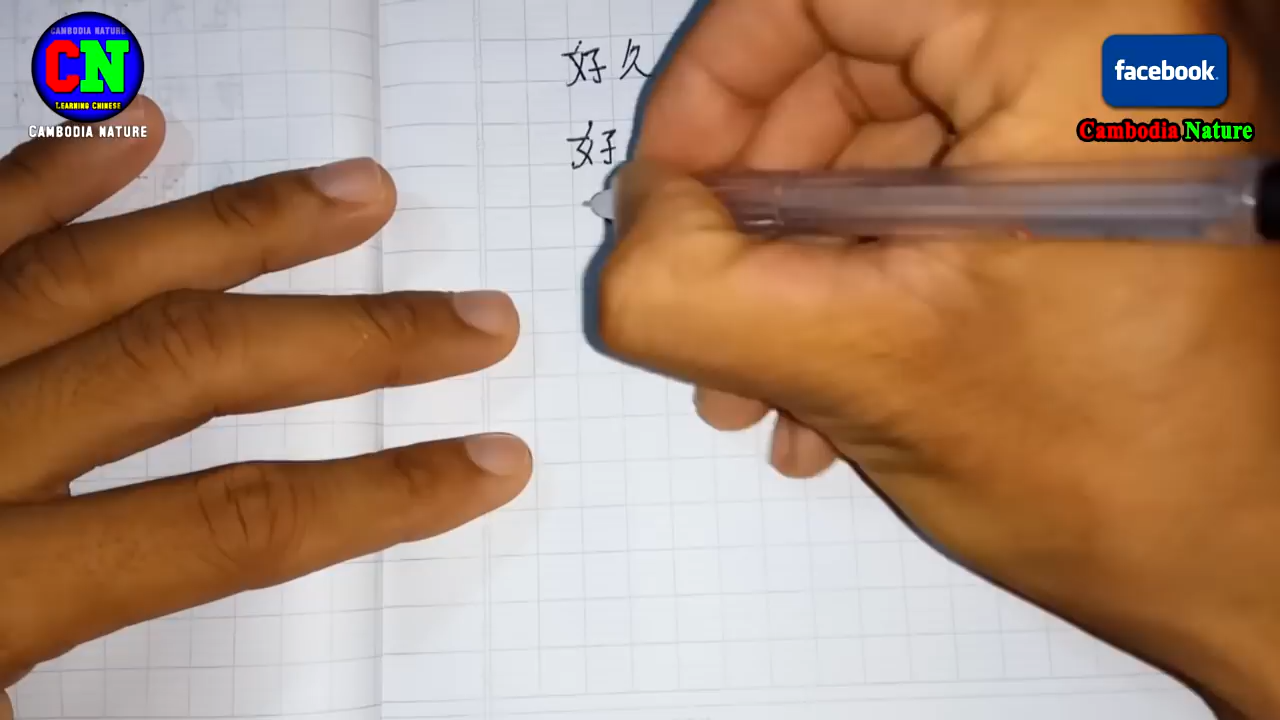 CAMBODIA NATURE
CN
LEARNING CHINESE
CAMBODIA NATURE
好久
好
facebook
Cambodia Nature